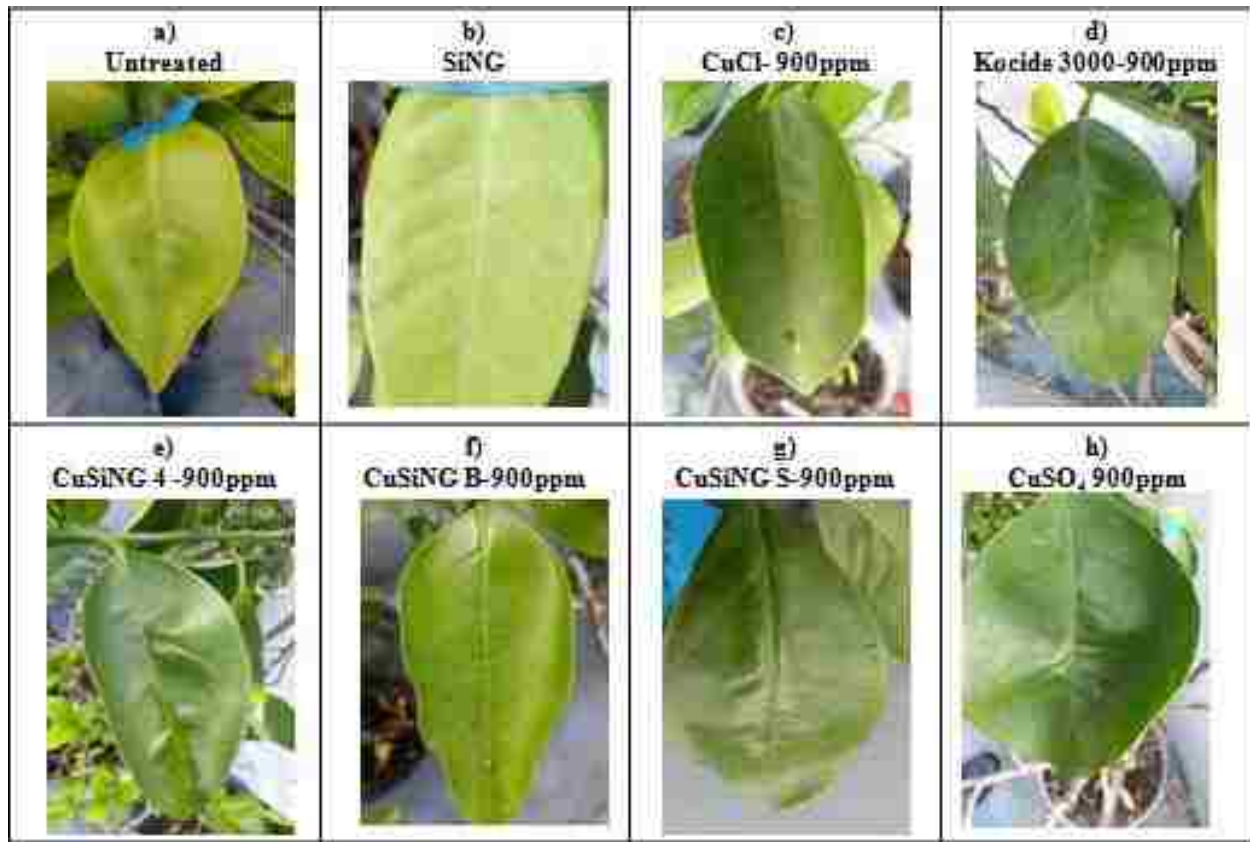 a)
Untreated
b)
SiNG
c)
CuCl- 900ppm
d)
Kocide 3000-900ppm
e)
CuSiNG 4 -900ppm
f)
CuSiNG B-900ppm
g)
CuSiNG S-900ppm
h)
CuSO₄ 900ppm